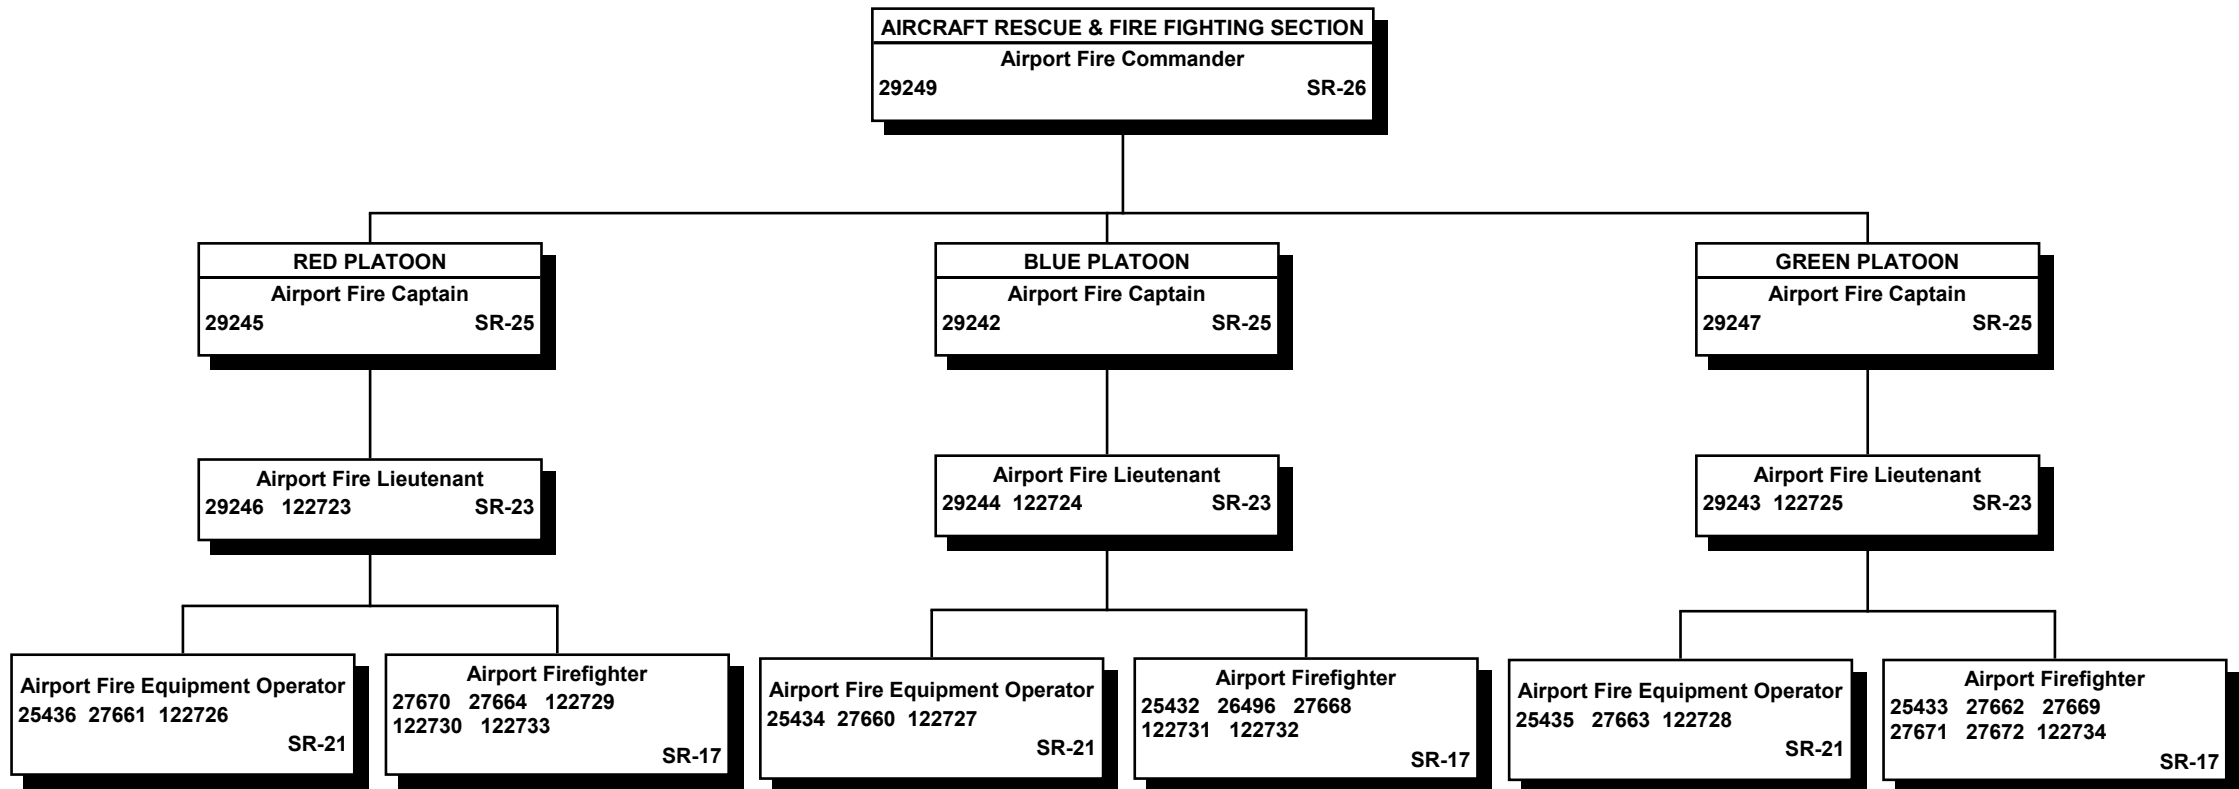 AIRCRAFT RESCUE & FIRE FIGHTING SECTION
Airport Fire Commander
29249 SR-26
RED PLATOON
Airport Fire Captain
29245 SR-25
BLUE PLATOON
Airport Fire Captain
29242 SR-25
GREEN PLATOON
Airport Fire Captain
29247 SR-25
Airport Fire Lieutenant
29246 122723 SR-23
Airport Fire Lieutenant
29244 122724 SR-23
Airport Fire Lieutenant
29243 122725 SR-23
Airport Fire Equipment Operator
25436 27661 122726
SR-21
Airport Firefighter
27670 27664 122729
122730 122733
SR-17
Airport Fire Equipment Operator
25434 27660 122727
SR-21
Airport Firefighter
25432 26496 27668
122731 122732
SR-17
Airport Fire Equipment Operator
25435 27663 122728
SR-21
Airport Firefighter
25433 27662 27669
27671 27672 122734
SR-17